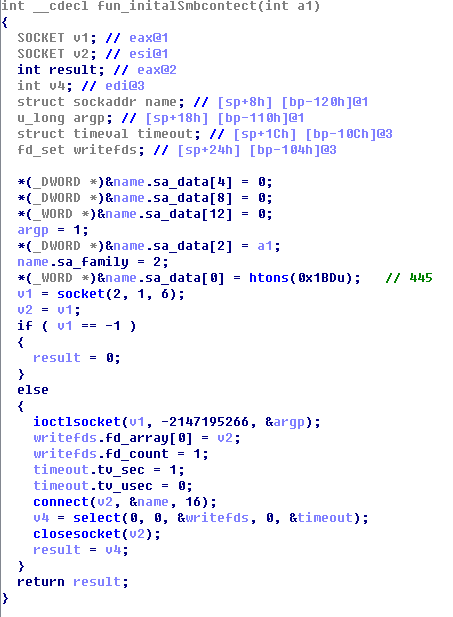 int __cdecl fun_initalSmbcontect(int a1)
{
SOCKET v1; // eax@1
SOCKET v2; // esi@1
int result; // eax@2
int v4; // edi@3
struct sockaddr name; // [sp+8h] [bp-120h]@1
u_long argp; // [sp+18h] [bp-110h]@1
struct timeval timeout; // [sp+1Ch] [bp-10Ch]@3
fd_set writefds; // [sp+24h] [bp-104h]@3
*(_DWORD *)&name.sa_data[4] = 0;
*(_DWORD *)&name.sa_data[8] = 0;
*(_WORD *)&name.sa_data[12] = 0;
argp = 1;
*(_DWORD *)&name.sa_data[2] = a1;
name.sa_family = 2;
*(_WORD *)&name.sa_data[0] = htons(0x1BDu); // 445
v1 = socket(2, 1, 6);
v2 = v1;
if ( v1 == -1 )
{
result = 0;
}
else
{
ioctlsocket(v1, -2147195266, &argp);
writefds.fd_array[0] = v2;
writefds.fd_count = 1;
timeout.tv_sec = 1;
timeout.tv_usec = 0;
connect(v2, &name, 16);
v4 = select(0, 0, &writefds, 0, &timeout);
closesocket(v2);
result = v4;
}
return result;
}